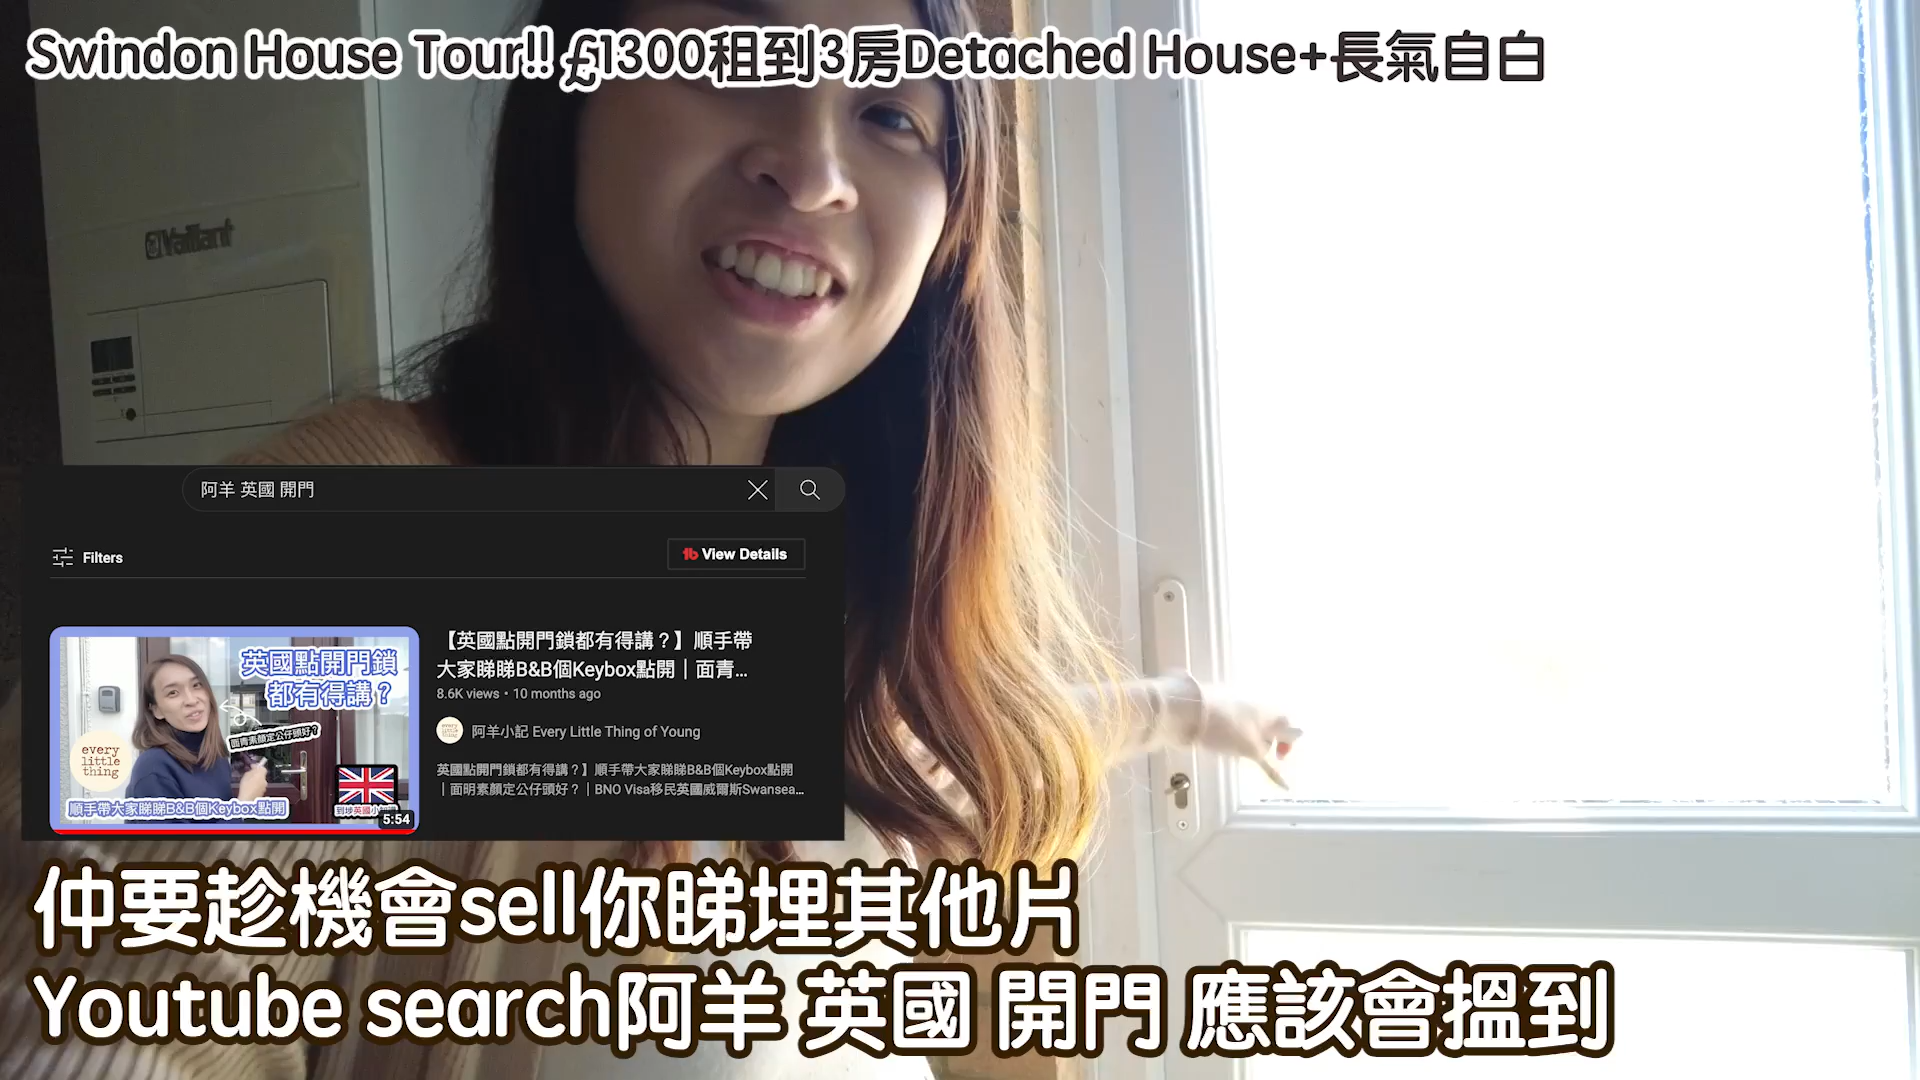 Swindon House Tour!! £1300租到3房Detached House+長氣自白
Vaillant
阿羊 英國 開門
Filters
View Details
英國點開門鎖
都有得講？
面青素顏定公仔頭好？
every
little
thing
順手帶大家睇睇B&B個Keybox點開
5:54
【英國點開門鎖都有得講？】順手帶
大家睇睇B&B個Keybox點開｜面青...
8.6K views • 10 months ago
阿羊小記 Every Little Thing of Young
英國點開門鎖都有得講？】順手帶大家睇睇B&B個Keybox點開
｜面明素顏定公仔頭好？｜BNO Visa移民英國威爾斯Swansea...
仲要趁機會sell你睇埋其他片
Youtube search阿羊 英國 開門 應該會搵到